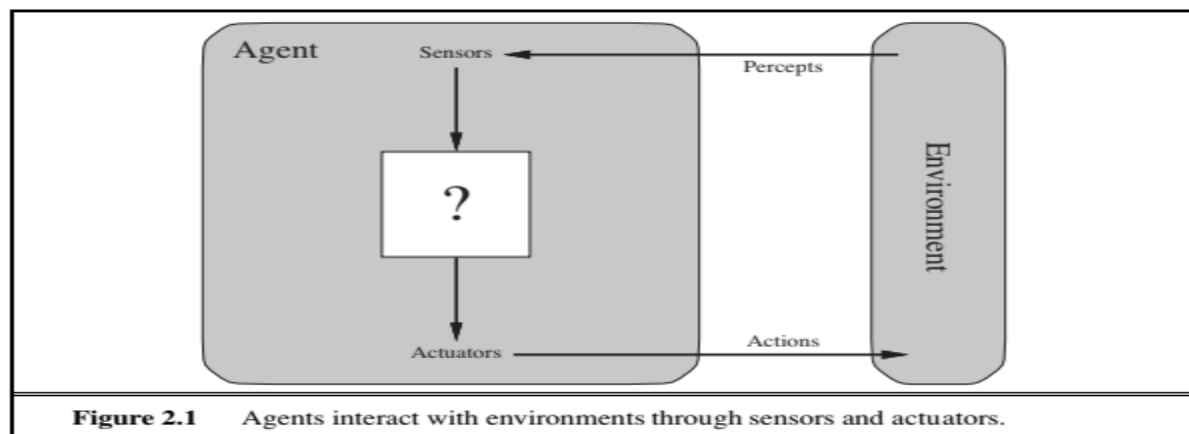 Agent
Sensors
Percepts
Environment
?
Actuators
Actions
Figure 2.1 Agents interact with environments through sensors and actuators.